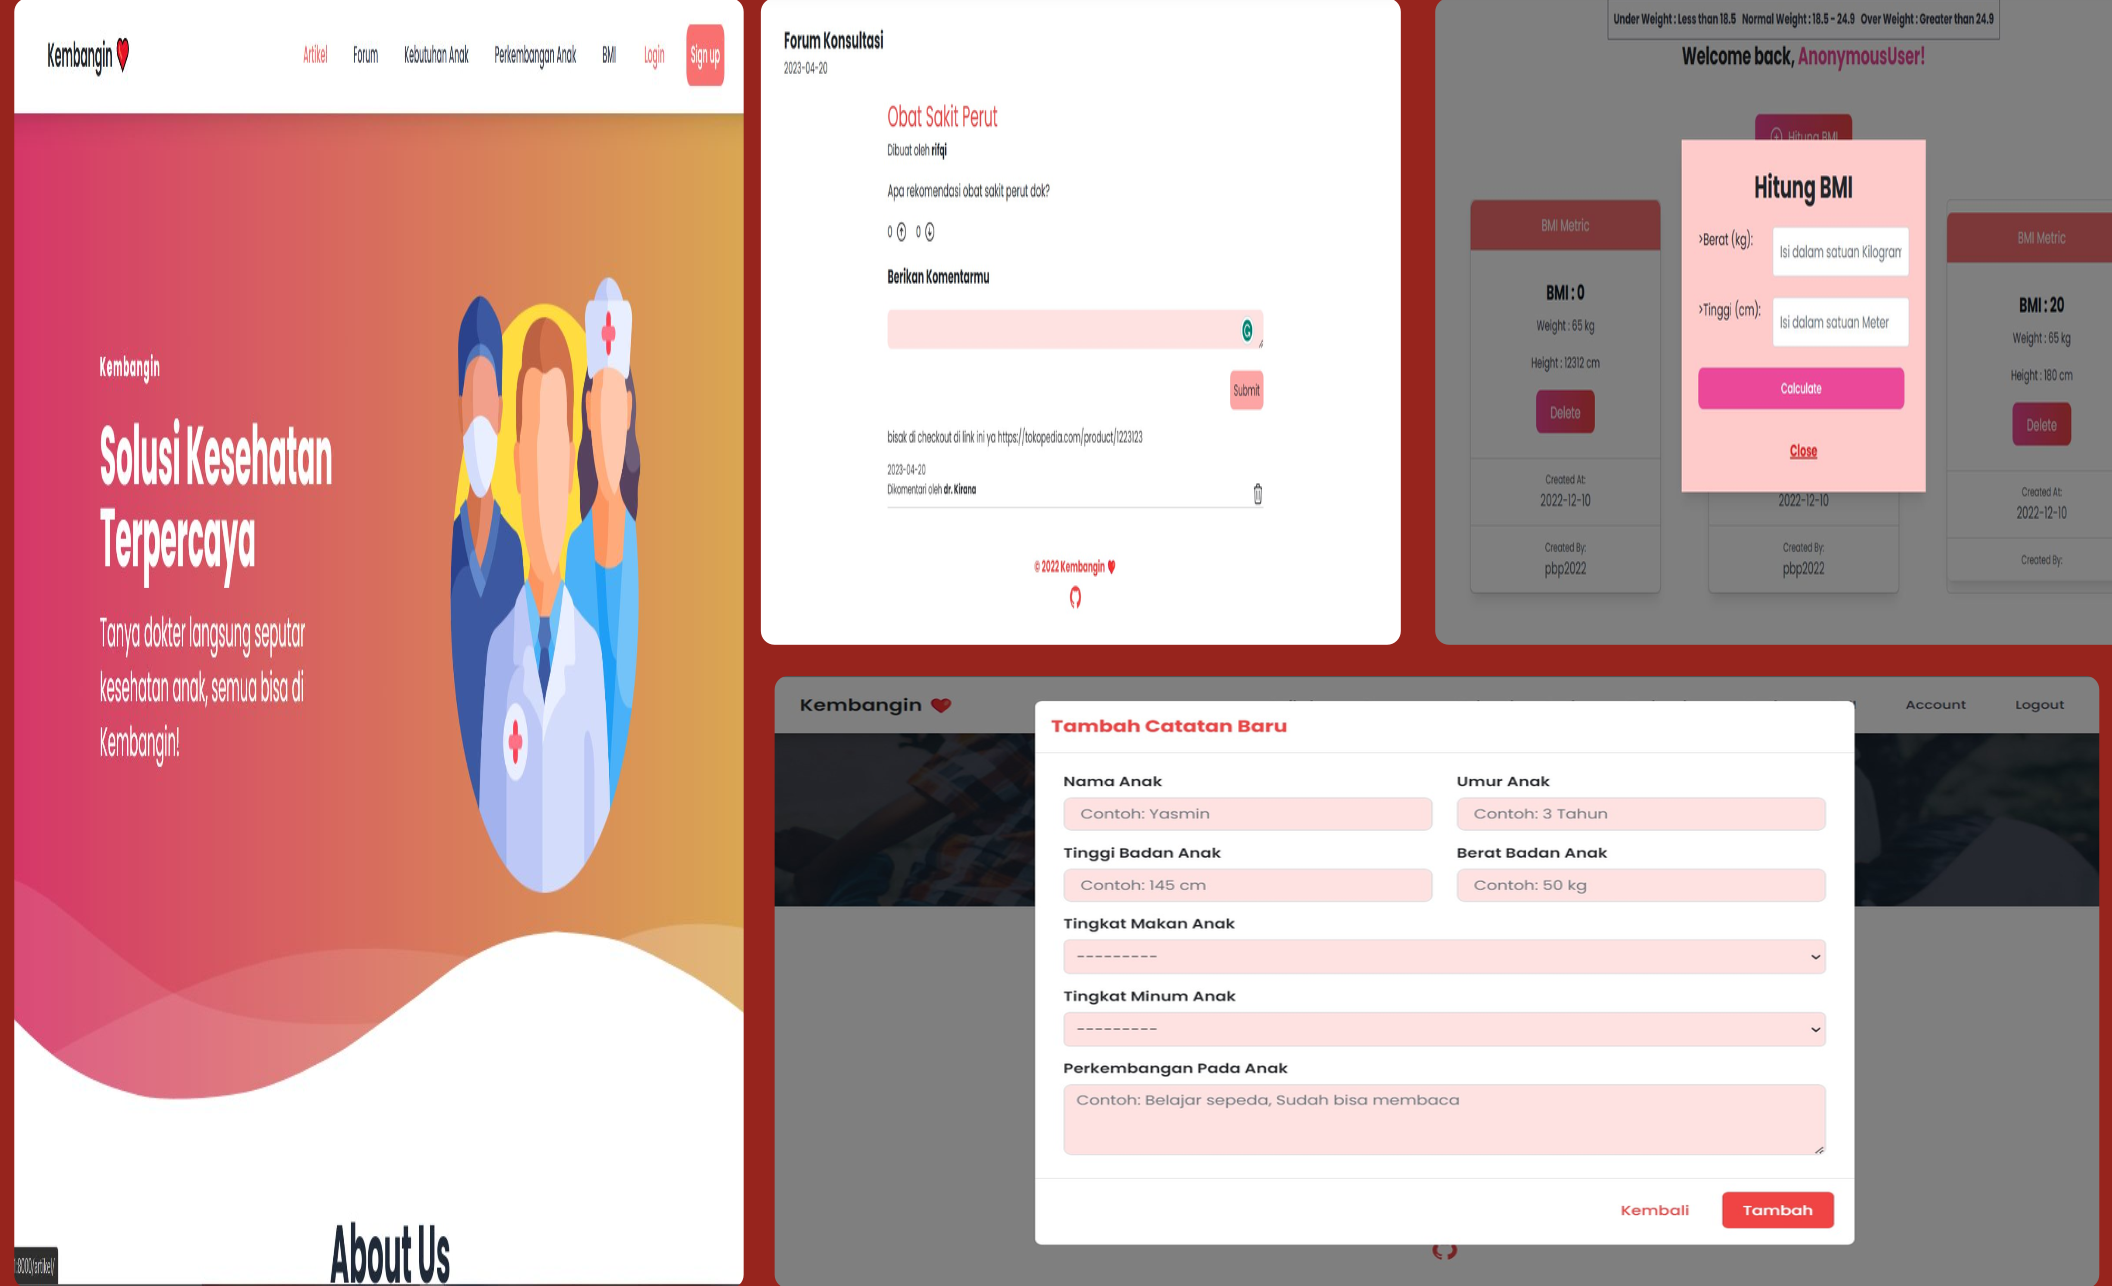 Kembangin
Artikel
Forum
Kebutuhan Anak
Perkembangan Anak
BMI
Login
Sign up
Kembangin
Solusi Kesehatan
Terpercaya
Tanya dokter langsung seputar
kesehatan anak, semua bisa di
Kembangin!
About Us
:8000/artikel/
Forum Konsultasi
2023-04-20
Obat Sakit Perut
Dibuat oleh rifqi
Apa rekomendasi obat sakit perut dok?
0 0
Berikan Komentarmu
Submit
bisak di checkout di link ini ya https://tokopedia.com/product/1223123
2023-04-20
Dikomentari oleh dr. Kirana
© 2022 Kembangin
Under Weight : Less than 18.5 Normal Weight : 18.5 - 24.9 Over Weight : Greater than 24.9
Welcome back, AnonymousUser!
Hitung BMI
BMI Metric
BMI : 0
Weight : 65 kg
Height : 12312 cm
Delete
Created At:
2022-12-10
Created By:
pbp2022
Hitung BMI
>Berat (kg):
Isi dalam satuan Kilogram
>Tinggi (cm):
Isi dalam satuan Meter
Calculate
Close
2022-12-10
Created By:
pbp2022
BMI Metric
BMI : 20
Weight : 65 kg
Height : 180 cm
Delete
Created At:
2022-12-10
Created By:
Kembangin
Account
Logout
Tambah Catatan Baru
Nama Anak
Contoh: Yasmin
Umur Anak
Contoh: 3 Tahun
Tinggi Badan Anak
Contoh: 145 cm
Berat Badan Anak
Contoh: 50 kg
Tingkat Makan Anak
---------
Tingkat Minum Anak
---------
Perkembangan Pada Anak
Contoh: Belajar sepeda, Sudah bisa membaca
Kembali
Tambah